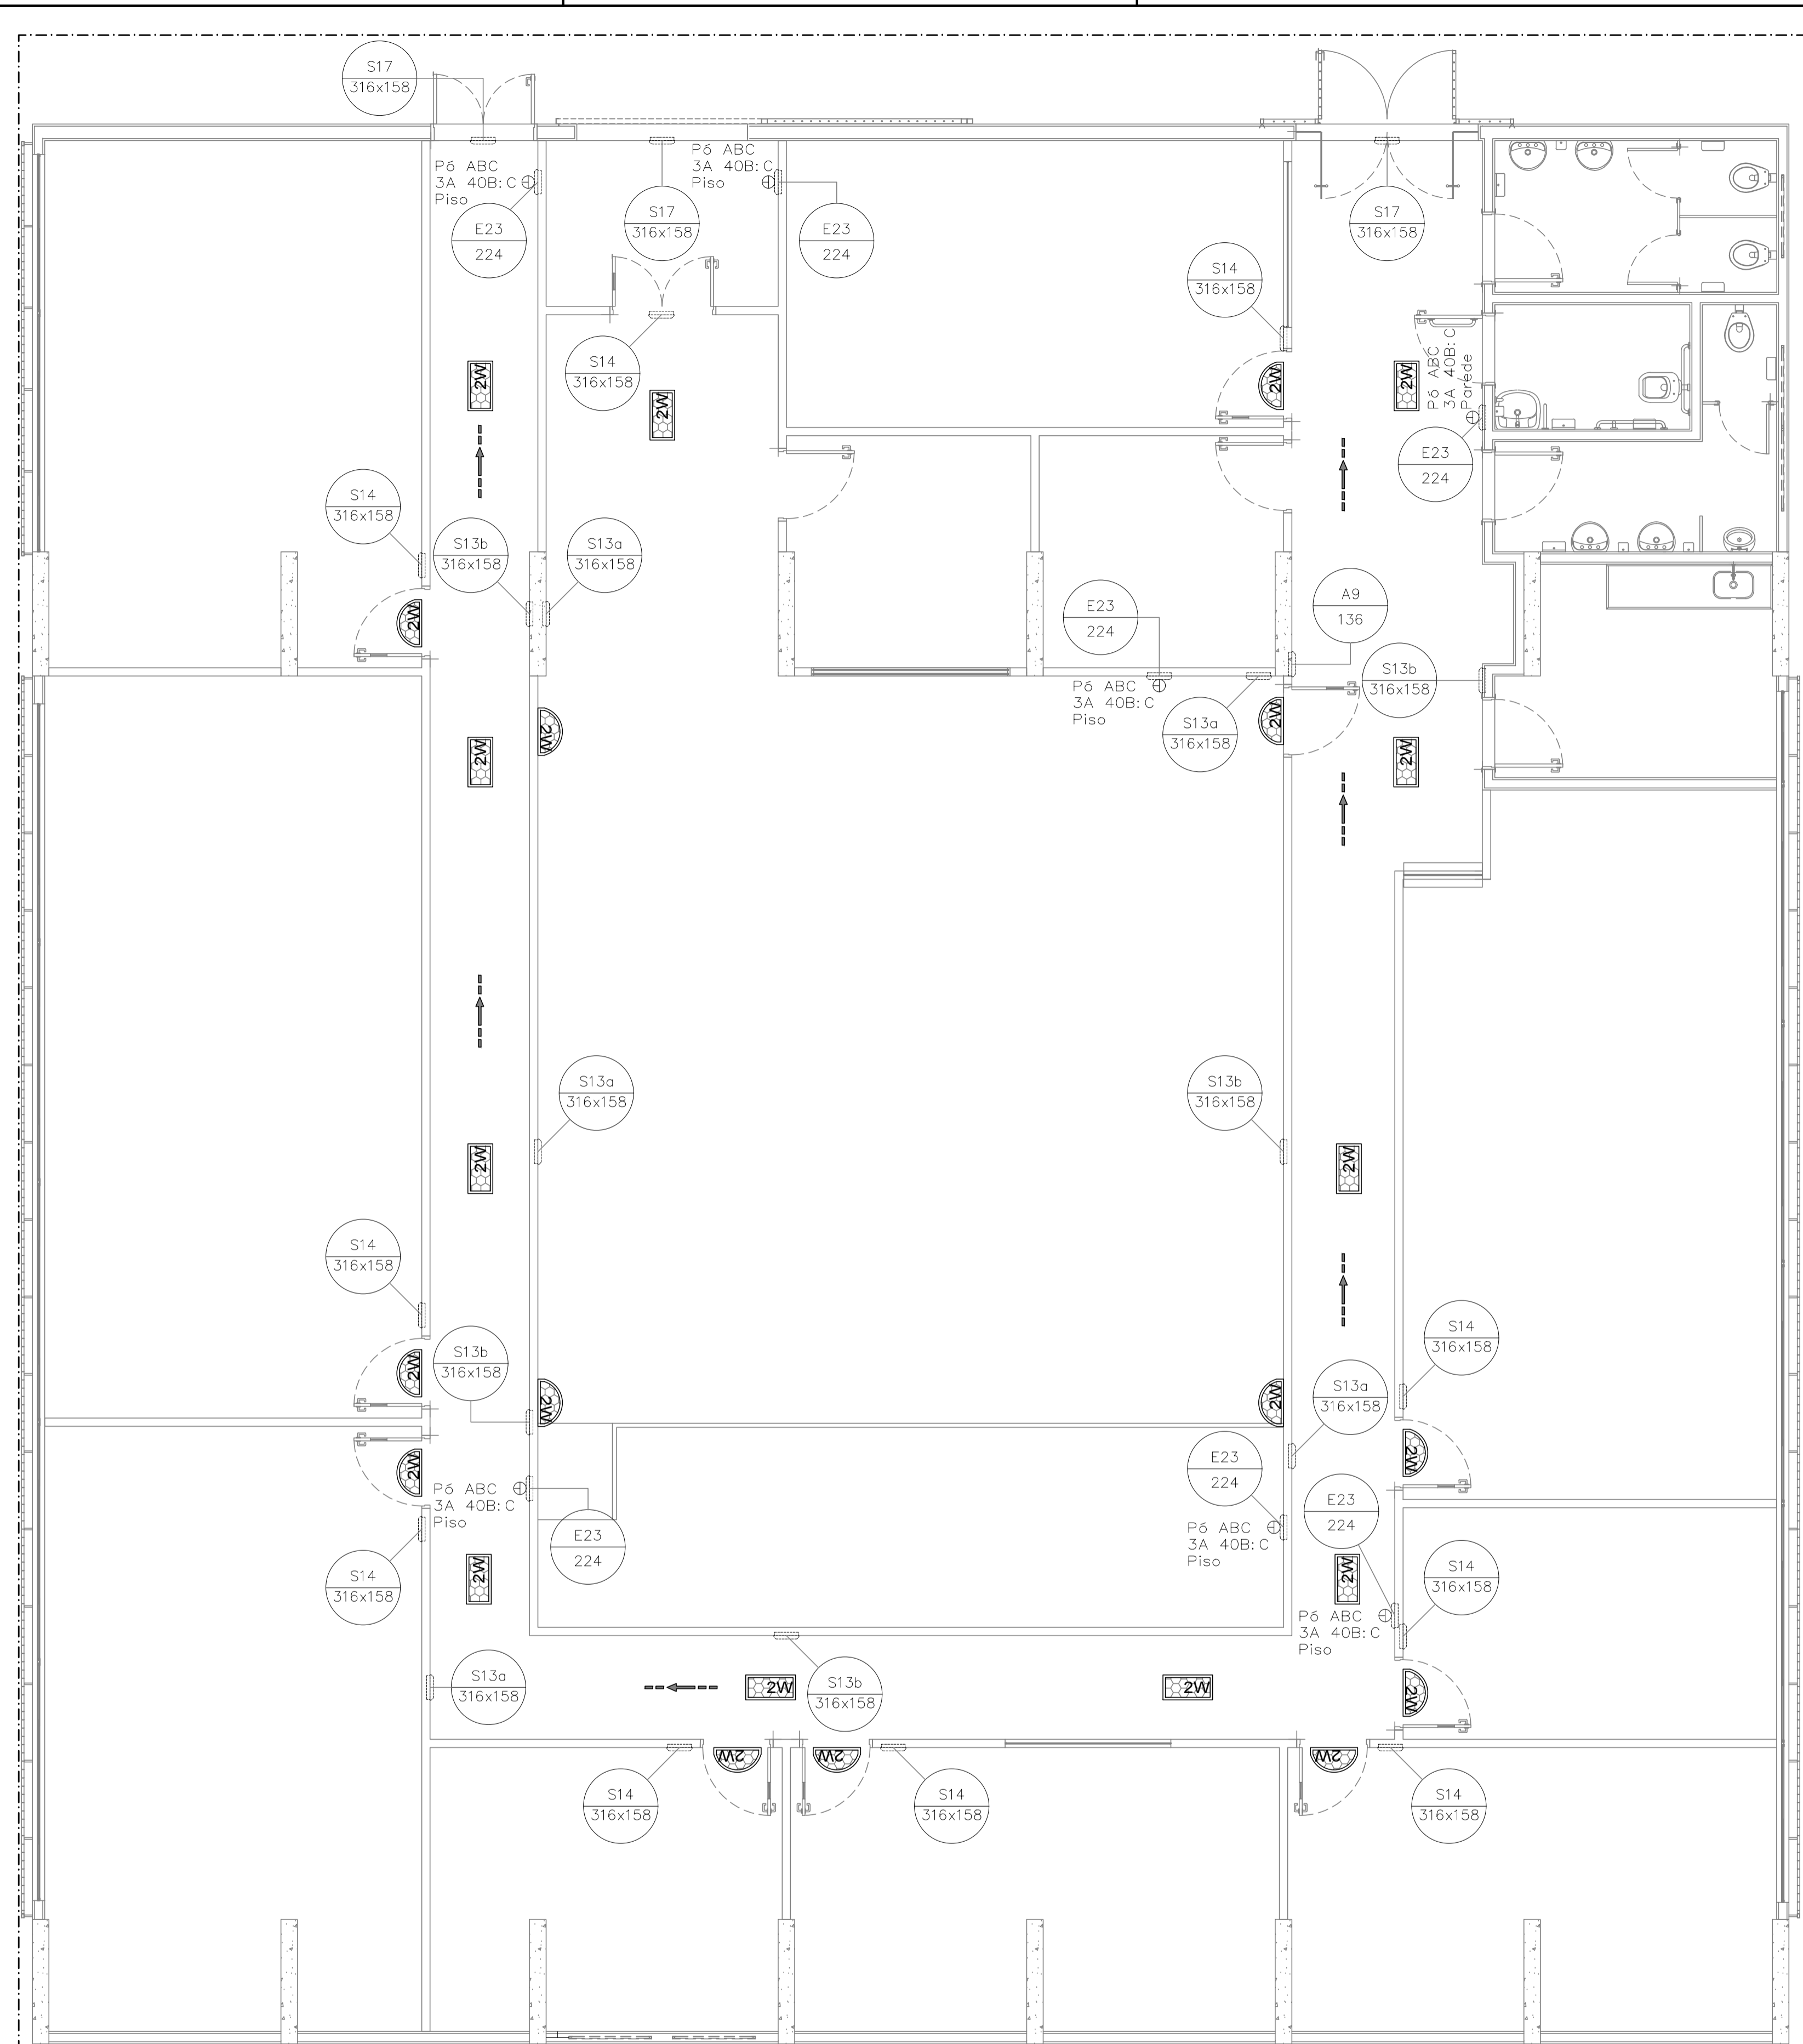 S17
316x158
Pó ABC
3A 40B:C
Piso
E23
224
Pó ABC
3A 40B:C
Piso
S17
316x158
E23
224
S17
316x158
S14
316x158
S14
316x158
2W
2W
2W
2W
Pó ABC
3A 40B:C
Parede
E23
224
S14
316x158
S13b
316x158
S13a
316x158
2W
E23
224
A9
136
Pó ABC
3A 40B:C
Piso
S13b
316x158
S13a
316x158
2W
2W
2W
2W
S13a
316x158
S13b
316x158
2W
2W
S14
316x158
S14
316x158
S13b
316x158
2W
2W
2W
S13a
316x158
2W
2W
Pó ABC
3A 40B:C
Piso
E23
224
E23
224
Pó ABC
3A 40B:C
Piso
E23
224
S14
316x158
2W
2W
S14
316x158
Pó ABC
3A 40B:C
Piso
S13a
316x158
2W
S13b
316x158
2W
2W
2W
2W
2W
S14
316x158
S14
316x158
S14
316x158